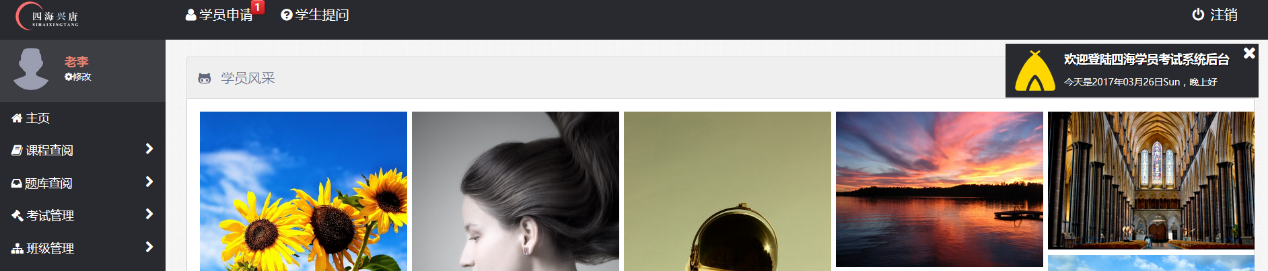 四海兴唐
SIHAIXINGTANG
学员申请 1
学生提问
注销
老李
修改
主页
课程查阅
题库查阅
考试管理
班级管理
学员风采
欢迎登陆四海学员考试系统后台
今天是2017年03月26日Sun，晚上好